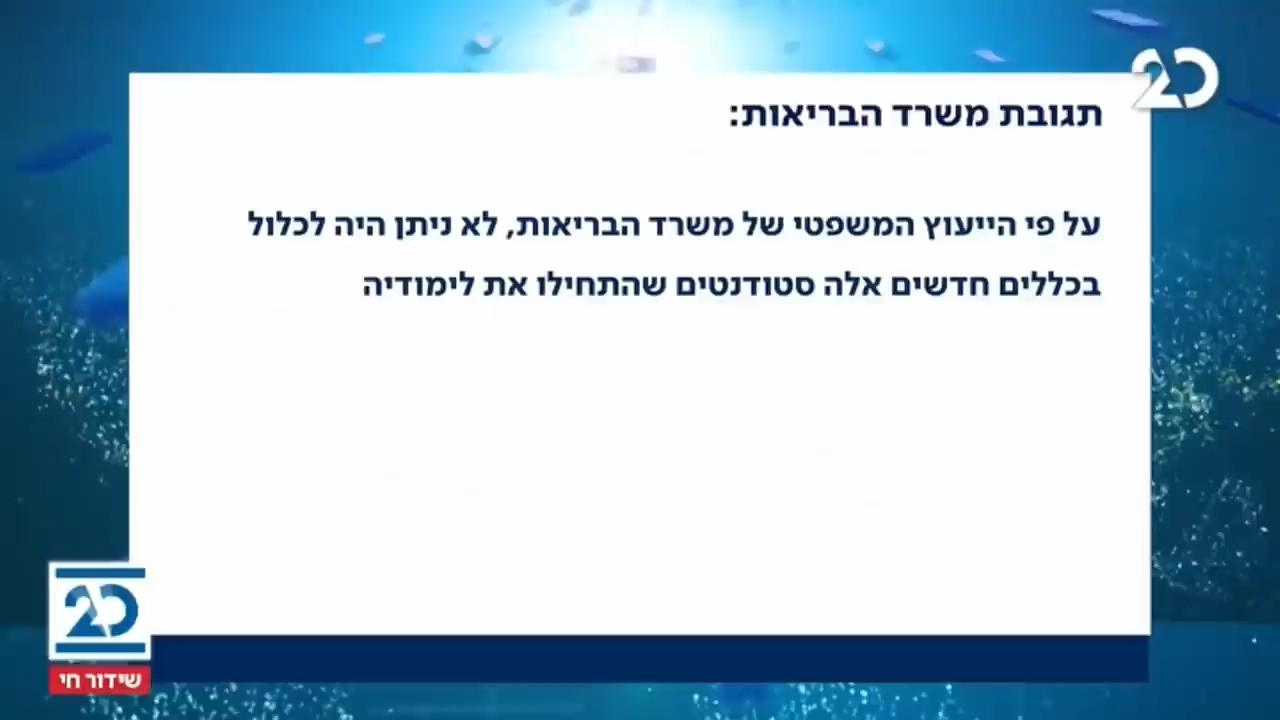 20
תגובת משרד הבריאות:
על פי הייעוץ המשפטי של משרד הבריאות, לא ניתן היה לכלול
בכללים חדשים אלה סטודנטים שהתחילו את לימודיה
20
שידור חי